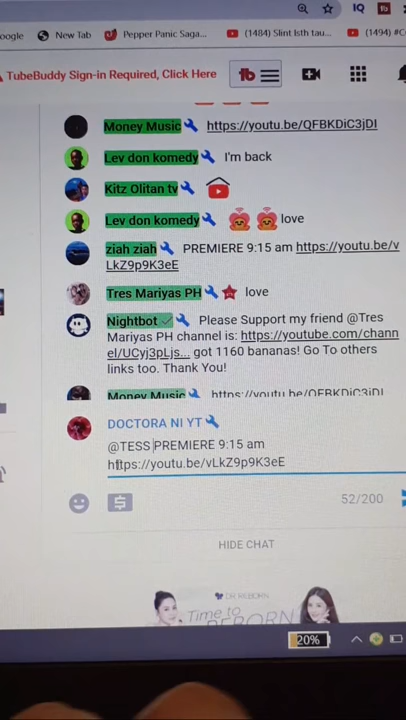 oogle New Tab Pepper Panic Saga... (1484) Slint Isth tau... (1494) #C
TubeBuddy Sign-in Required, Click Here
Money Music https://youtu.be/QFBKDiC3jDI
Lev don komedy I'm back
Kitz Olitan tv
Lev don komedy love
ziah ziah PREMIERE 9:15 am https://youtu.be/v
LkZ9p9K3eE
Tres Mariyas PH love
Nightbot Please Support my friend @Tres
Mariyas PH channel is: https://youtube.com/chann
el/UCyj3pLjs... got 1160 bananas! Go To others
links too. Thank You!
Money Music https://youtu.be/QFBKDiC3jDI
DOCTORA NI YT
@TESS PREMIERE 9:15 am
https://youtu.be/vLkZ9p9K3eE
52/200
HIDE CHAT
DR REBORN
Time to
REBORN
20%